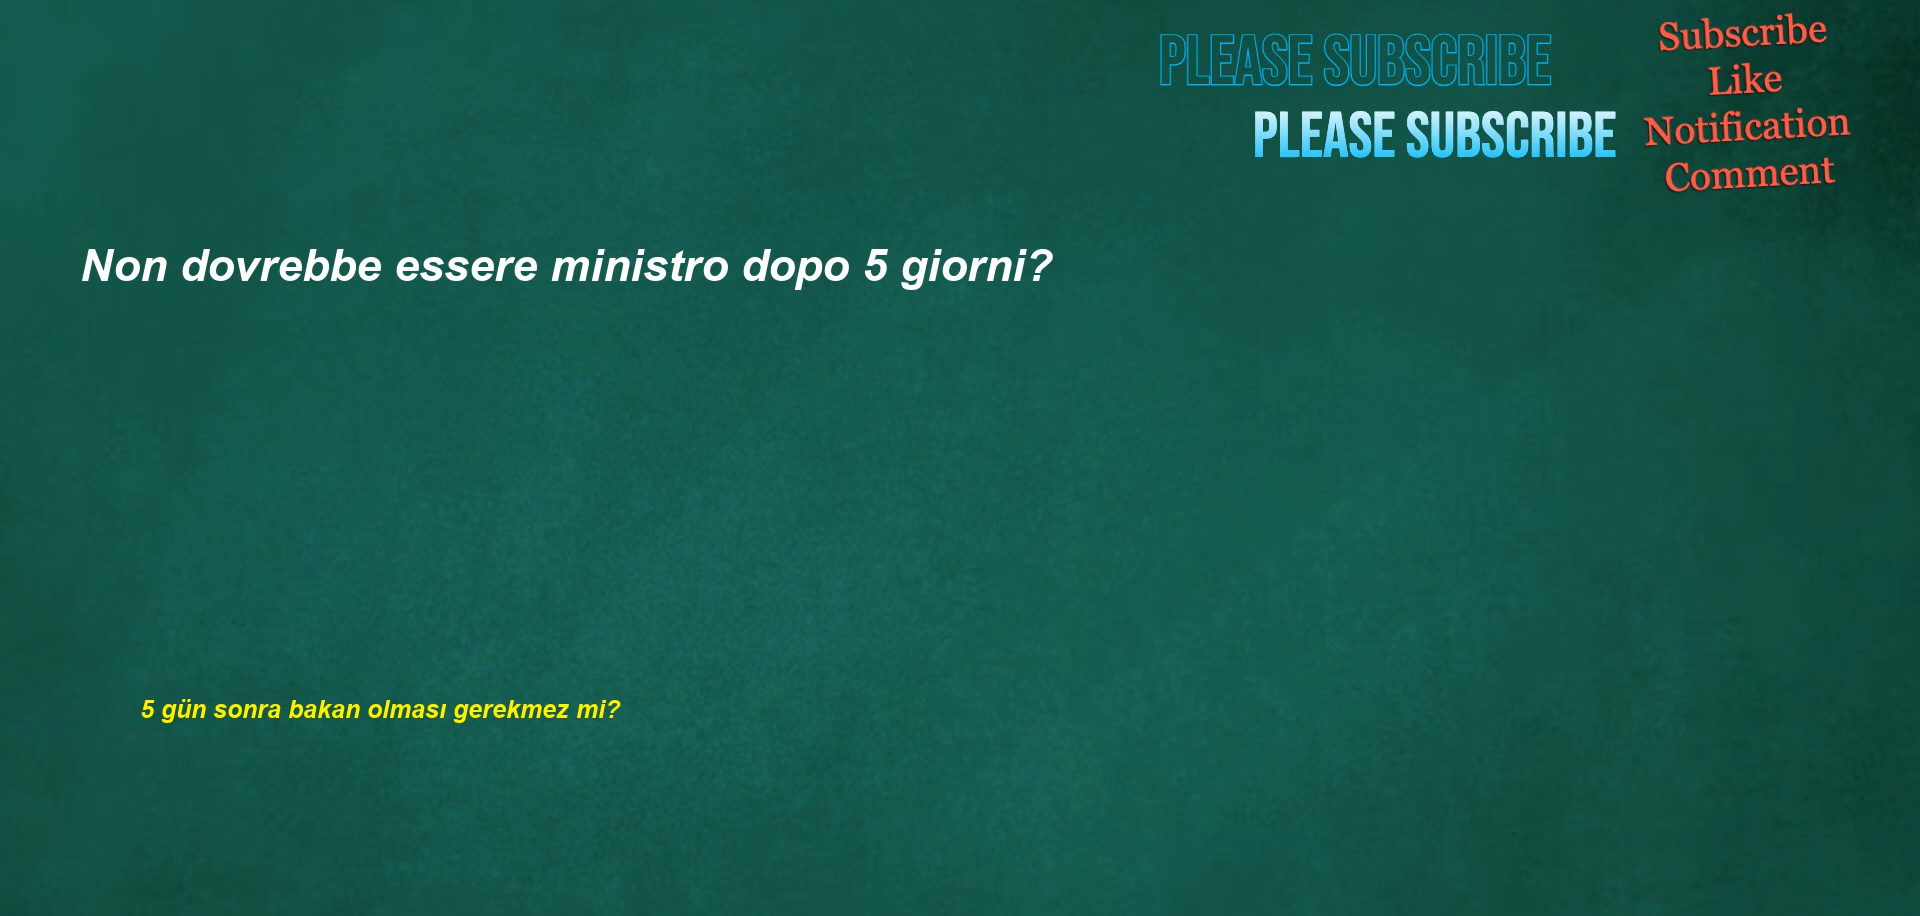 PLEASE SUBSCRIBE
PLEASE SUBSCRIBE
Subscribe
Like
Notification
Comment
Non dovrebbe essere ministro dopo 5 giorni?
5 gün sonra bakan olması gerekmez mi?